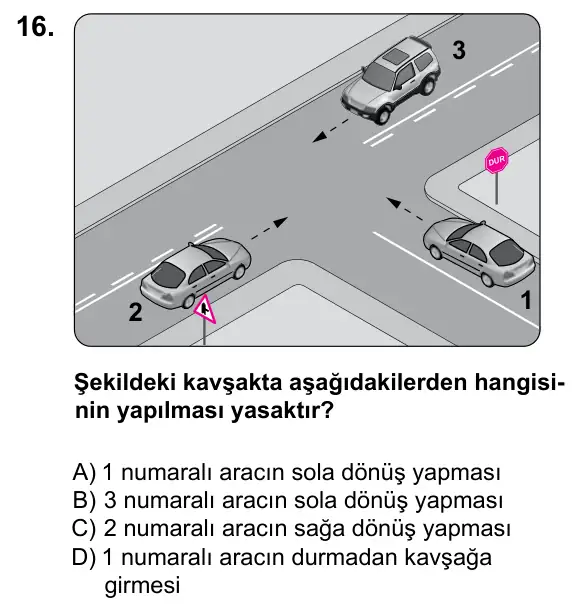 16.
3
DUR
1
2
Şekildeki kavşakta aşağıdakilerden hangisi-
nin yapılması yasaktır?
A) 1 numaralı aracın sola dönüş yapması
B) 3 numaralı aracın sola dönüş yapması
C) 2 numaralı aracın sağa dönüş yapması
D) 1 numaralı aracın durmadan kavşağa
girmesi